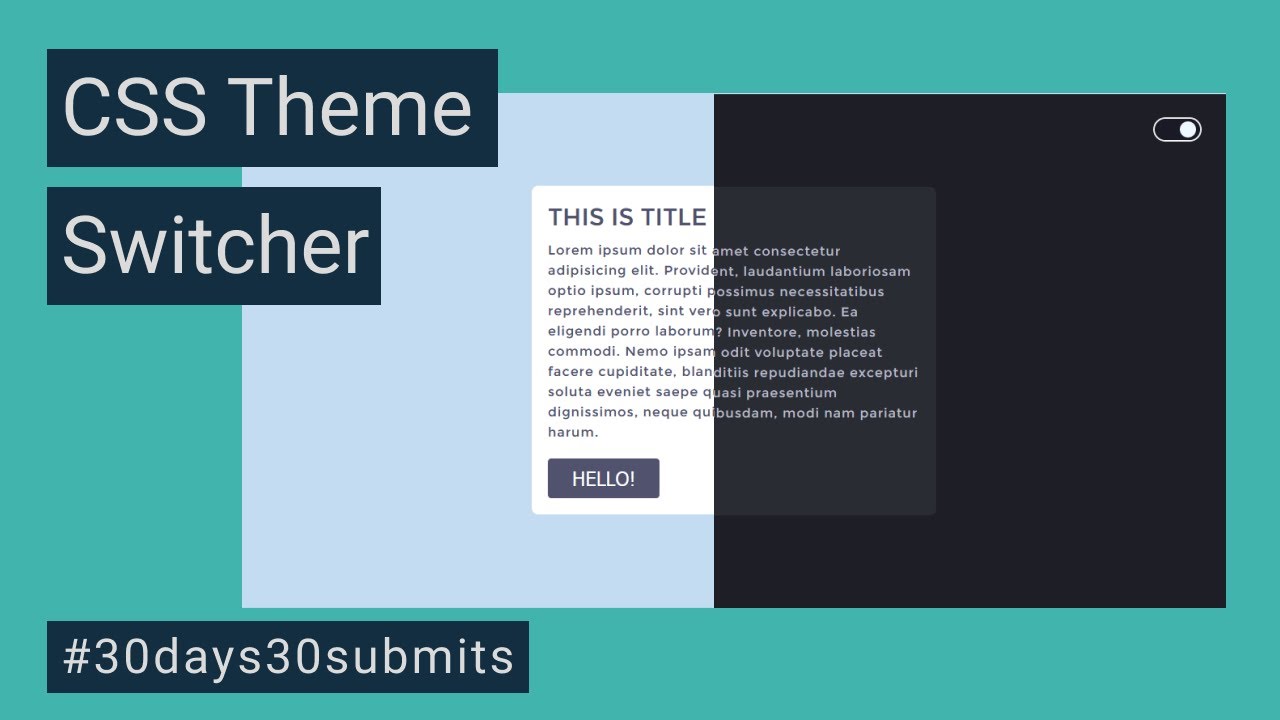 CSS Theme
Switcher
THIS IS TITLE
Lorem ipsum dolor sit amet consectetur
adipisicing elit. Provident, laudantium laboriosam
optio ipsum, corrupti possimus necessitatibus
reprehenderit, sint vero sunt explicabo. Ea
eligendi porro laborum? Inventore, molestias
commodi. Nemo ipsam odit voluptate placeat
facere cupiditate, blanditiis repudiandae excepturi
soluta eveniet saepe quasi praesentium
dignissimos, neque quibusdam, modi nam pariatur
harum.
HELLO!
#30days30submits